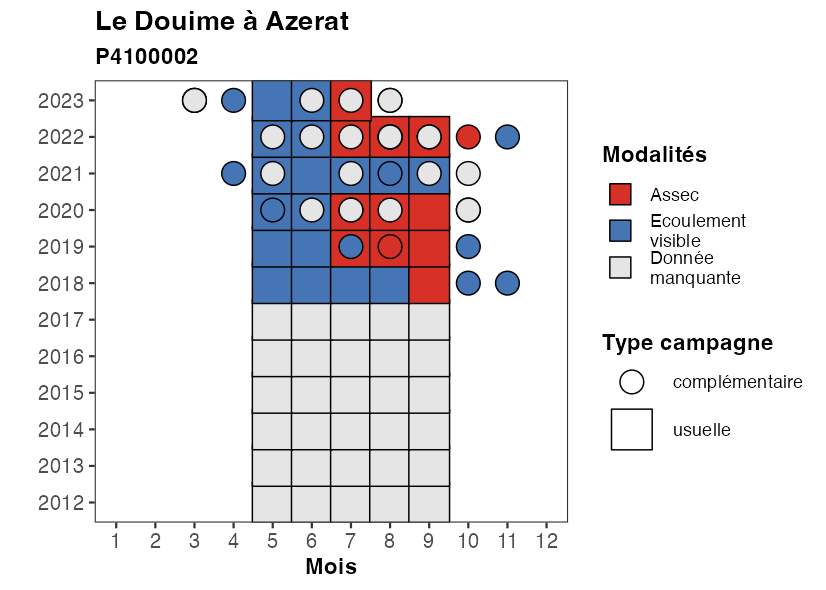 Le Douime à Azerat
P4100002
2023
2022
2021
2020
2019
2018
2017
2016
2015
2014
2013
2012
1 2 3 4 5 6 7 8 9 10 11 12
Mois
Modalités
Assec
Ecoulement
visible
Donnée
manquante
Type campagne
complémentaire
usuelle